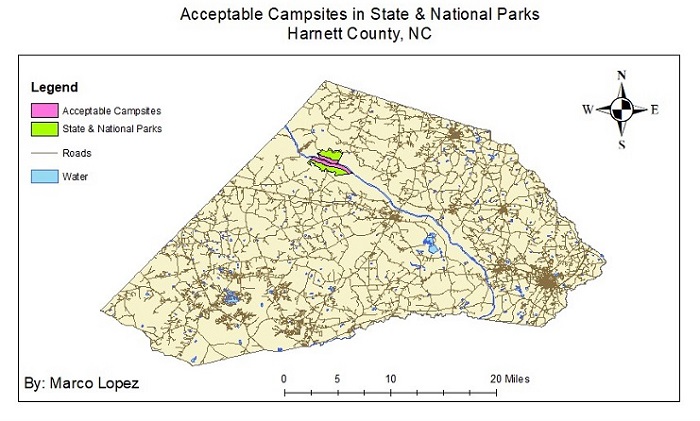 Acceptable Campsites in State & National Parks
Harnett County, NC
Legend
Acceptable Campsites
State & National Parks
Roads
Water
N
W E
S
By: Marco Lopez
0 5 10 20 Miles